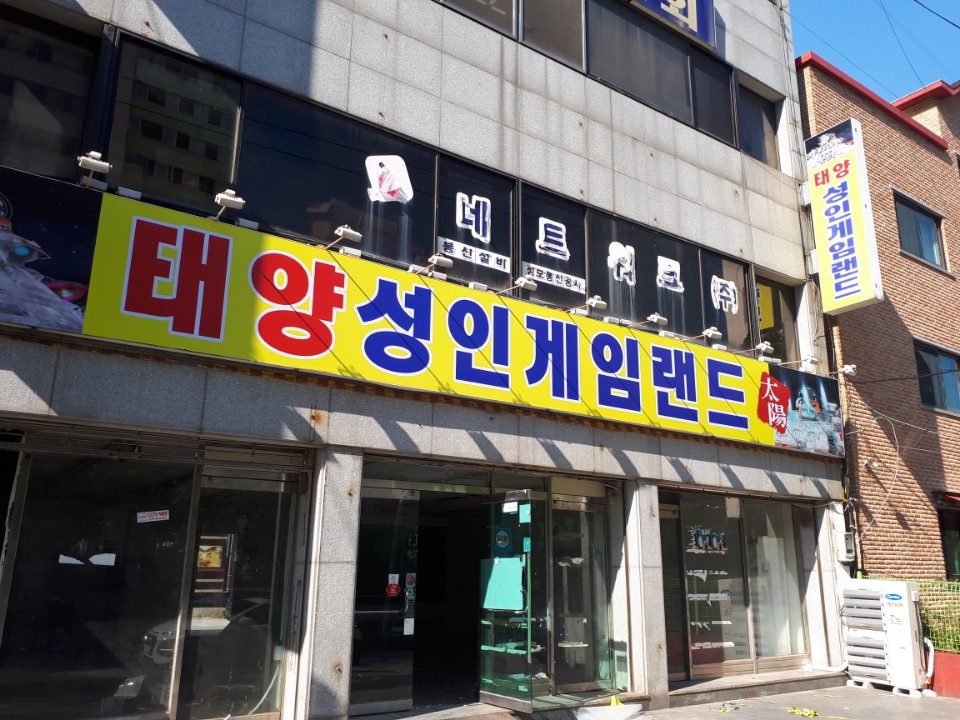 회
네트워크 (주)
통신설비
정보통신공사
태양성인게임랜드
太陽
태양
성인게임랜드